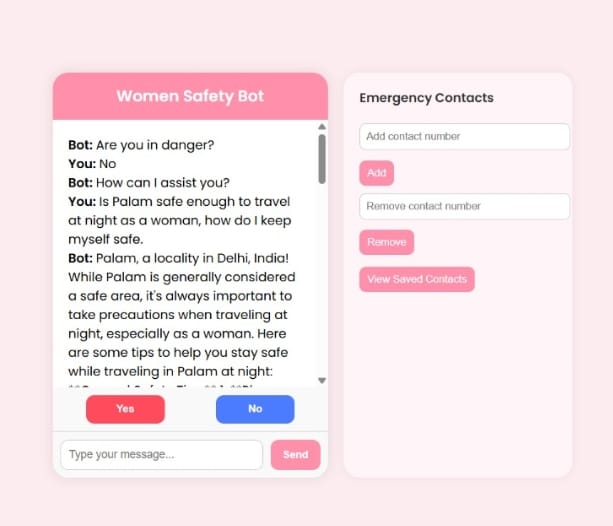 Women Safety Bot
Bot: Are you in danger?
You: No
Bot: How can I assist you?
You: Is Palam safe enough to travel
at night as a woman, how do I keep
myself safe.
Bot: Palam, a locality in Delhi, India!
While Palam is generally considered
a safe area, it's always important to
take precautions when traveling at
night, especially as a woman. Here
are some tips to help you stay safe
while traveling in Palam at night:
Yes
No
Type your message...
Send
Emergency Contacts
Add contact number
Add
Remove contact number
Remove
View Saved Contacts